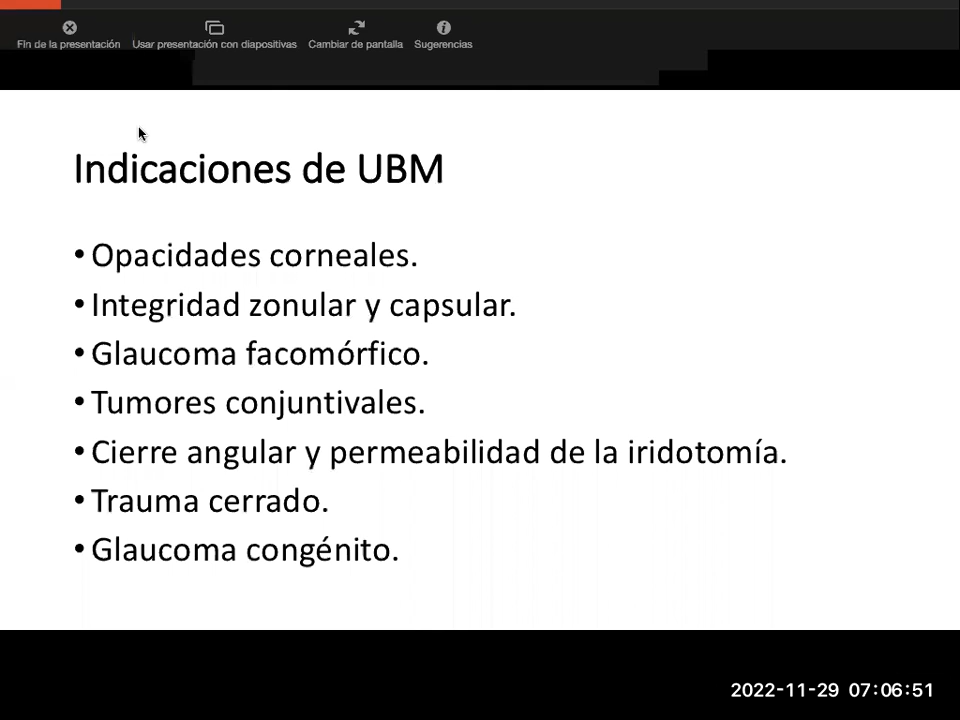 Fin de la presentación
Usar presentación con diapositivas
Cambiar de pantalla
Sugerencias
Indicaciones de UBM
• Opacidades corneales.
• Integridad zonular y capsular.
• Glaucoma facomórfico.
• Tumores conjuntivales.
• Cierre angular y permeabilidad de la iridotomía.
• Trauma cerrado.
• Glaucoma congénito.
2022-11-29 07:06:51